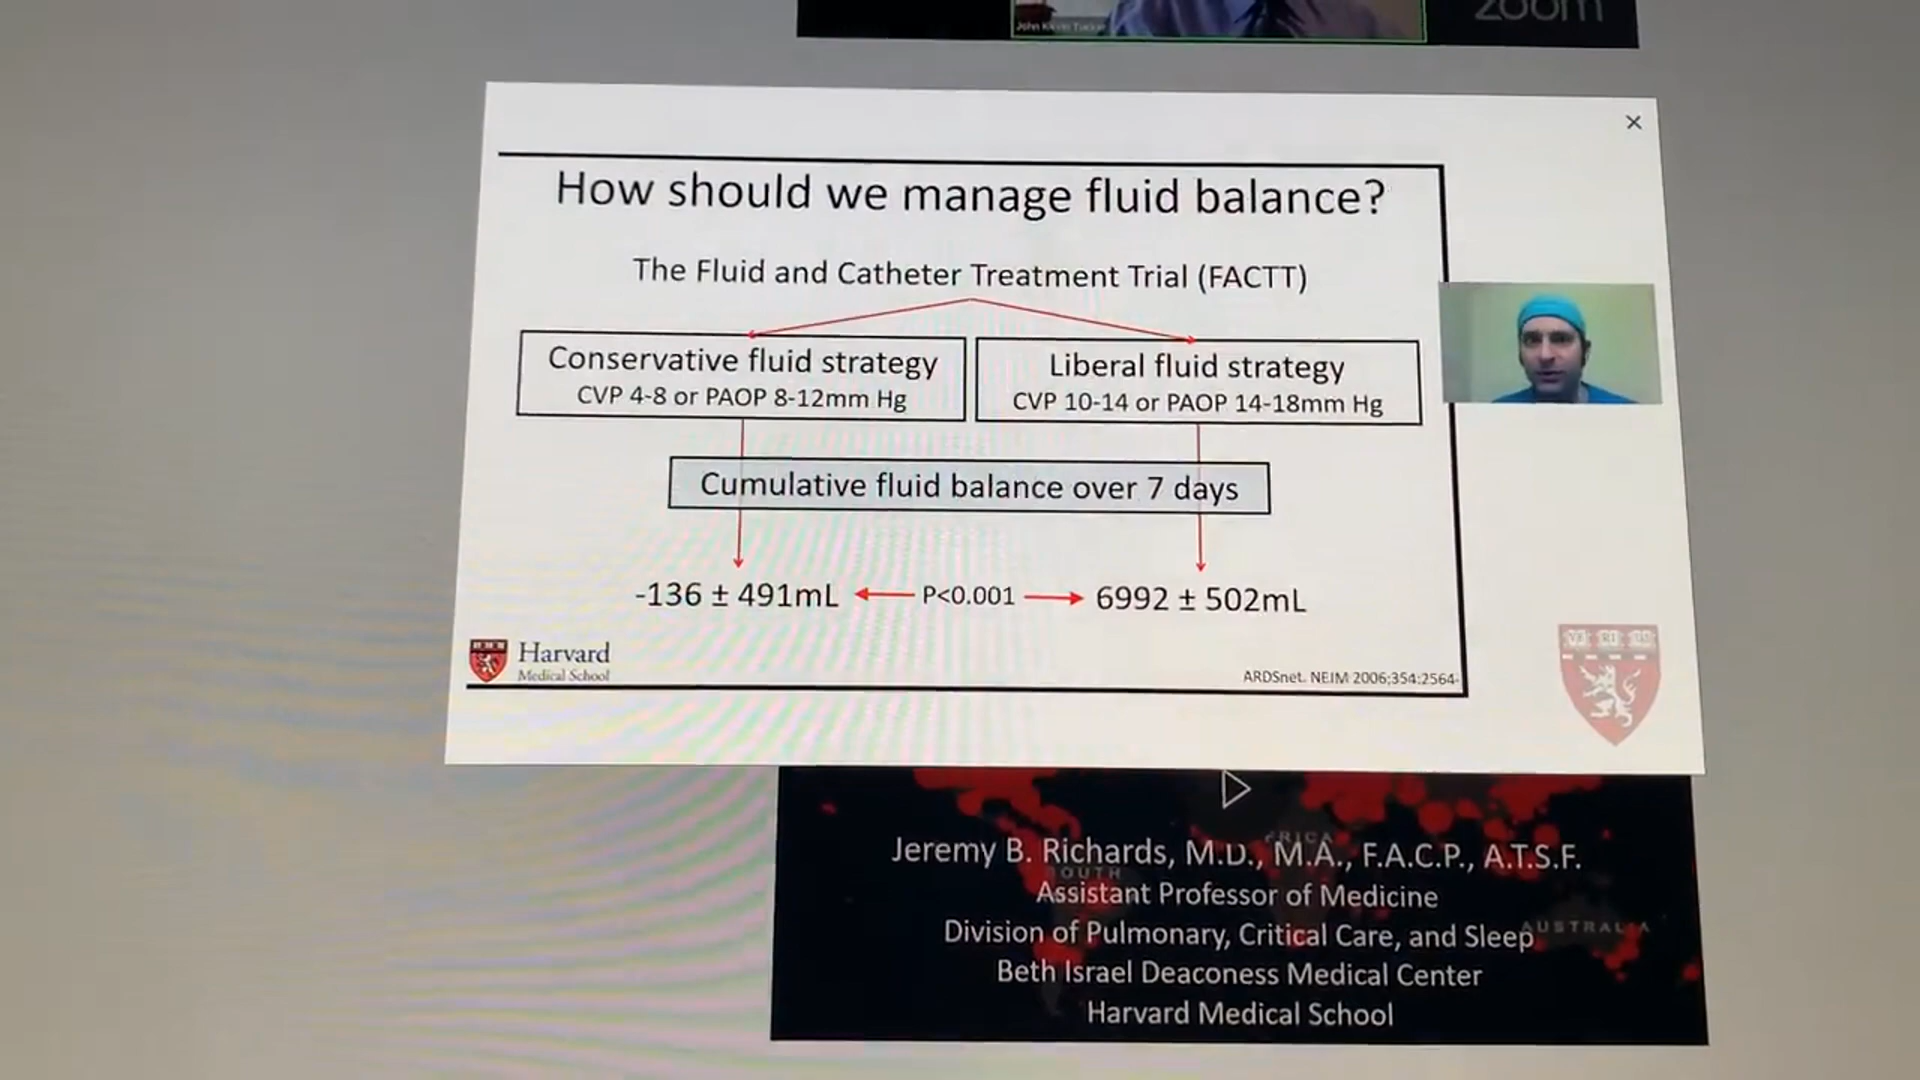 zoom
How should we manage fluid balance?
The Fluid and Catheter Treatment Trial (FACTT)
Conservative fluid strategy
CVP 4-8 or PAOP 8-12mm Hg
Liberal fluid strategy
CVP 10-14 or PAOP 14-18mm Hg
Cumulative fluid balance over 7 days
-136 ± 491mL
P<0.001
6992 ± 502mL
Harvard
Medical School
ARDSnet. NEJM 2006;354:2564-
VE RI TAS
Jeremy B. Richards, M.D., M.A., F.A.C.P., A.T.S.F.
Assistant Professor of Medicine
Division of Pulmonary, Critical Care, and Sleep
AUSTRALIA
Beth Israel Deaconess Medical Center
Harvard Medical School